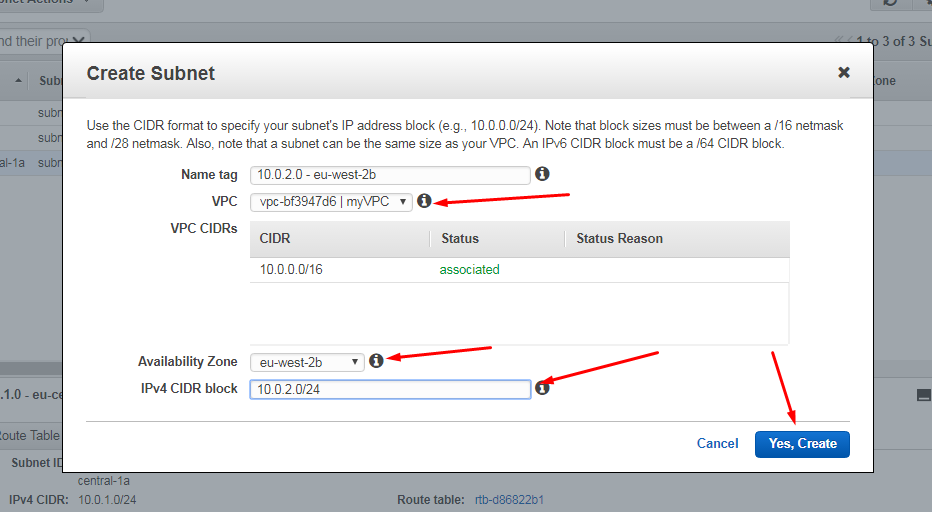 bnet Actions
nd their pro
1 to 3 of 3 Su
Subn
one
subn
subn
al-1a subn
Create Subnet
Use the CIDR format to specify your subnet's IP address block (e.g., 10.0.0.0/24). Note that block sizes must be between a /16 netmask
and /28 netmask. Also, note that a subnet can be the same size as your VPC. An IPv6 CIDR block must be a /64 CIDR block.
Name tag 10.0.2.0 - eu-west-2b
VPC vpc-bf3947d6 | myVPC
VPC CIDRs
CIDR Status Status Reason
10.0.0.0/16 associated
Availability Zone eu-west-2b
IPv4 CIDR block 10.0.2.0/24
Cancel Yes, Create
.1.0 - eu-ce
Route Table
Subnet ID
central-1a
IPv4 CIDR: 10.0.1.0/24 Route table: rtb-d86822b1